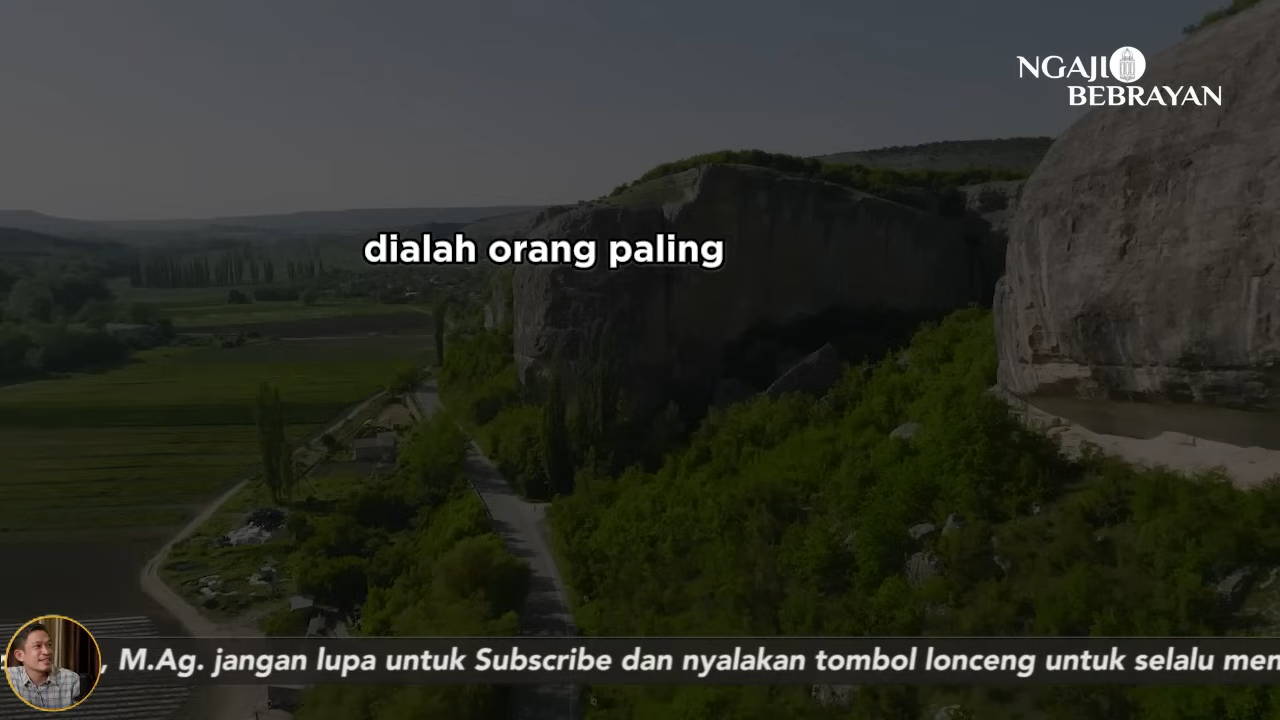 NGAJI
BEBRAYAN
dialah orang paling
, M.Ag. jangan lupa untuk Subscribe dan nyalakan tombol lonceng untuk selalu men